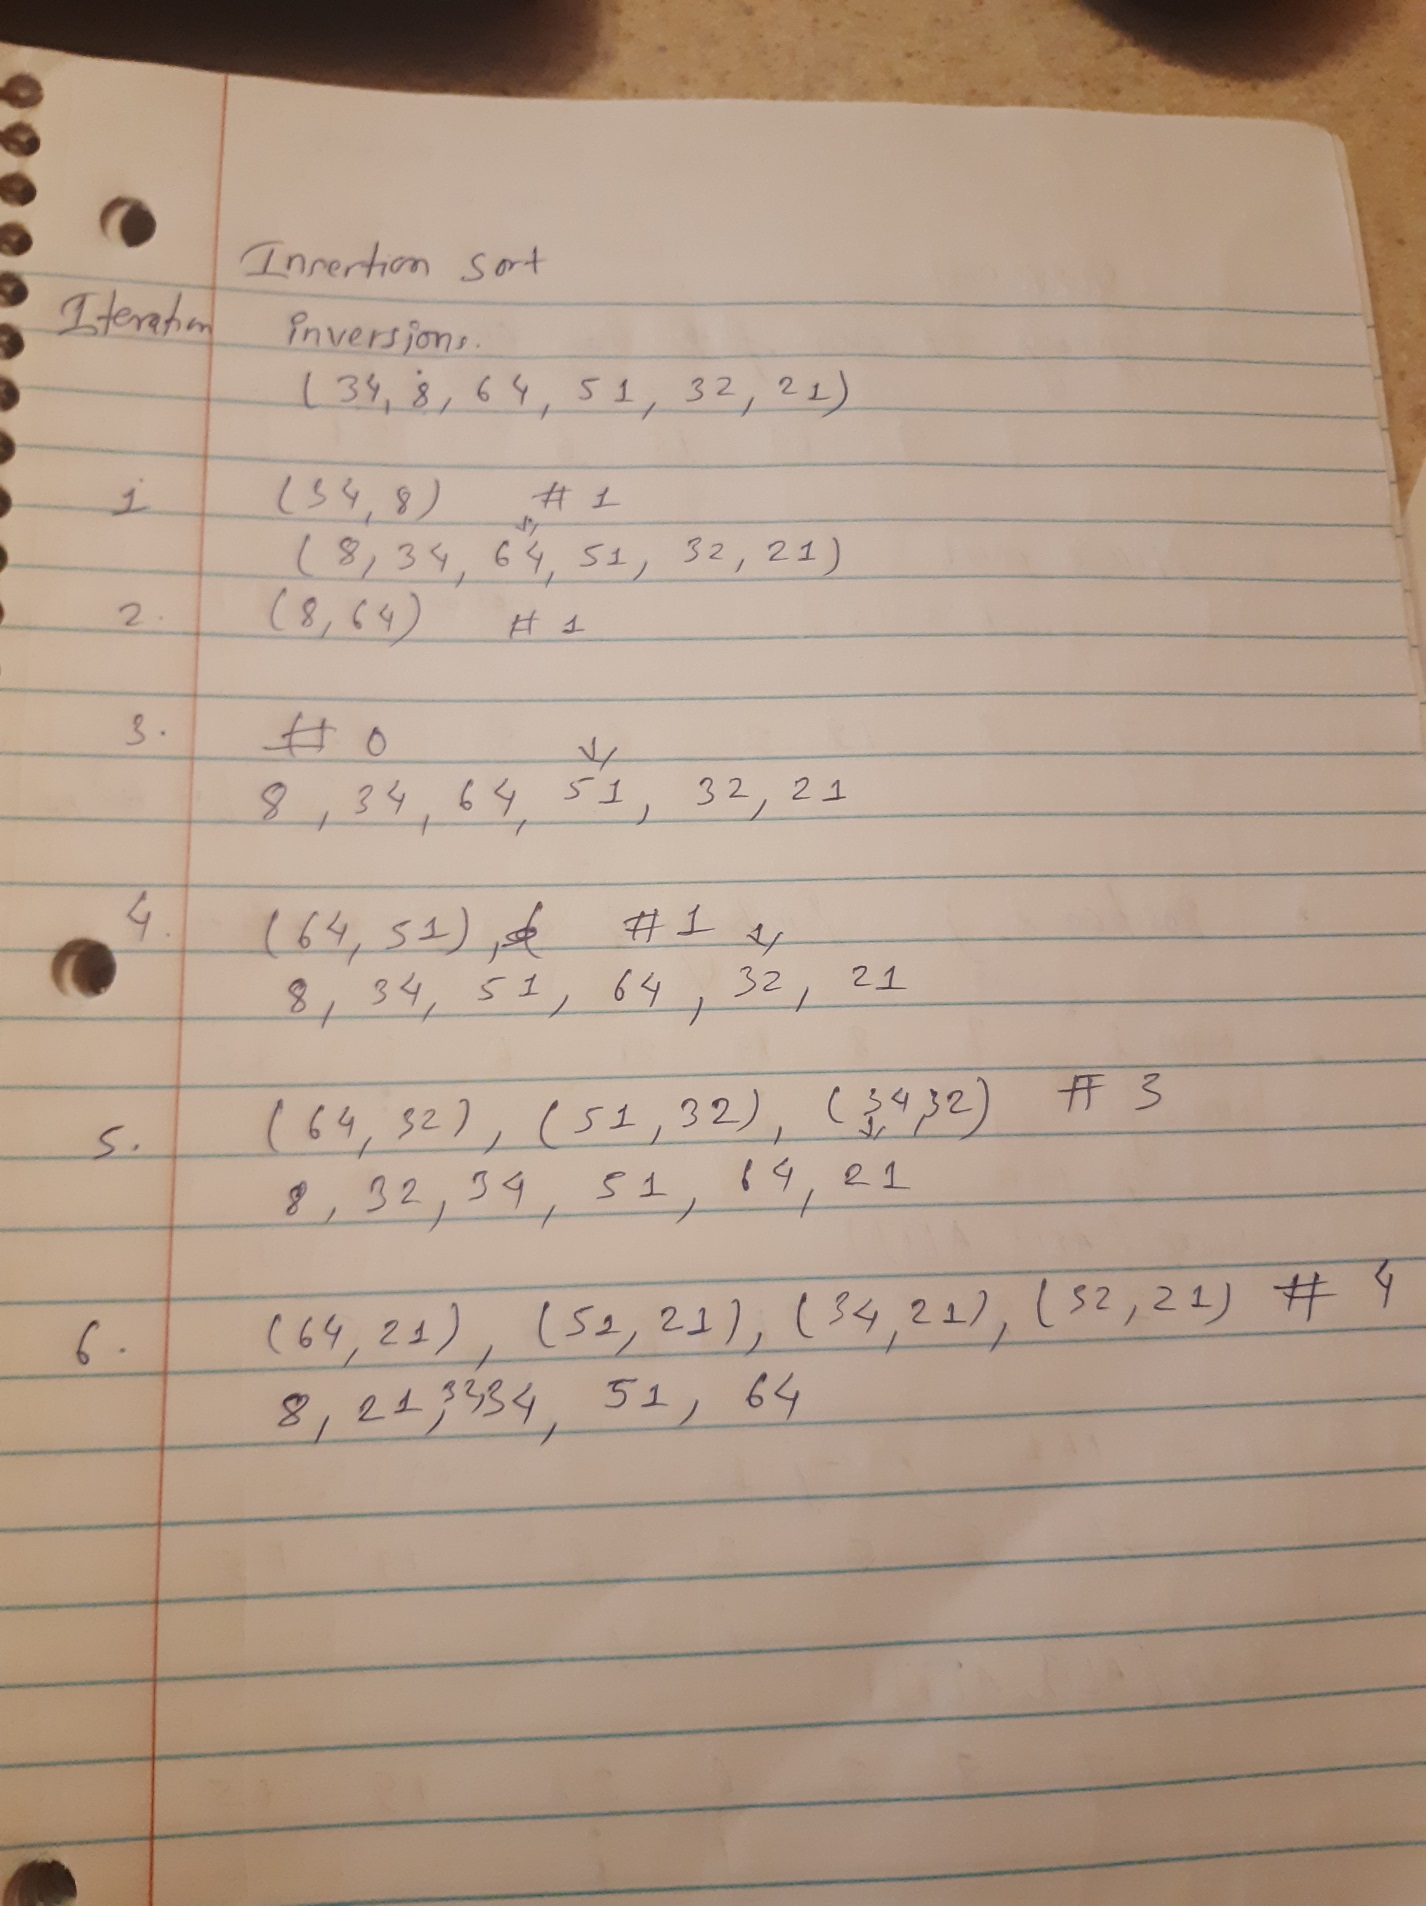 Insertion sort
Iteration inversions.
(34, 8, 64, 51, 32, 21)
1 (34, 8) # 1
(8, 34, 64, 51, 32, 21)
2. (8, 64) # 1
3. # 0
8, 34, 64, 51, 32, 21
4. (64, 51), # 1
8, 34, 51, 64, 32, 21
5. (64, 32), (51, 32), (34, 32) # 3
8, 32, 34, 51, 64, 21
6. (64, 21), (51, 21), (34, 21), (32, 21) # 4
8, 21, 32, 34, 51, 64